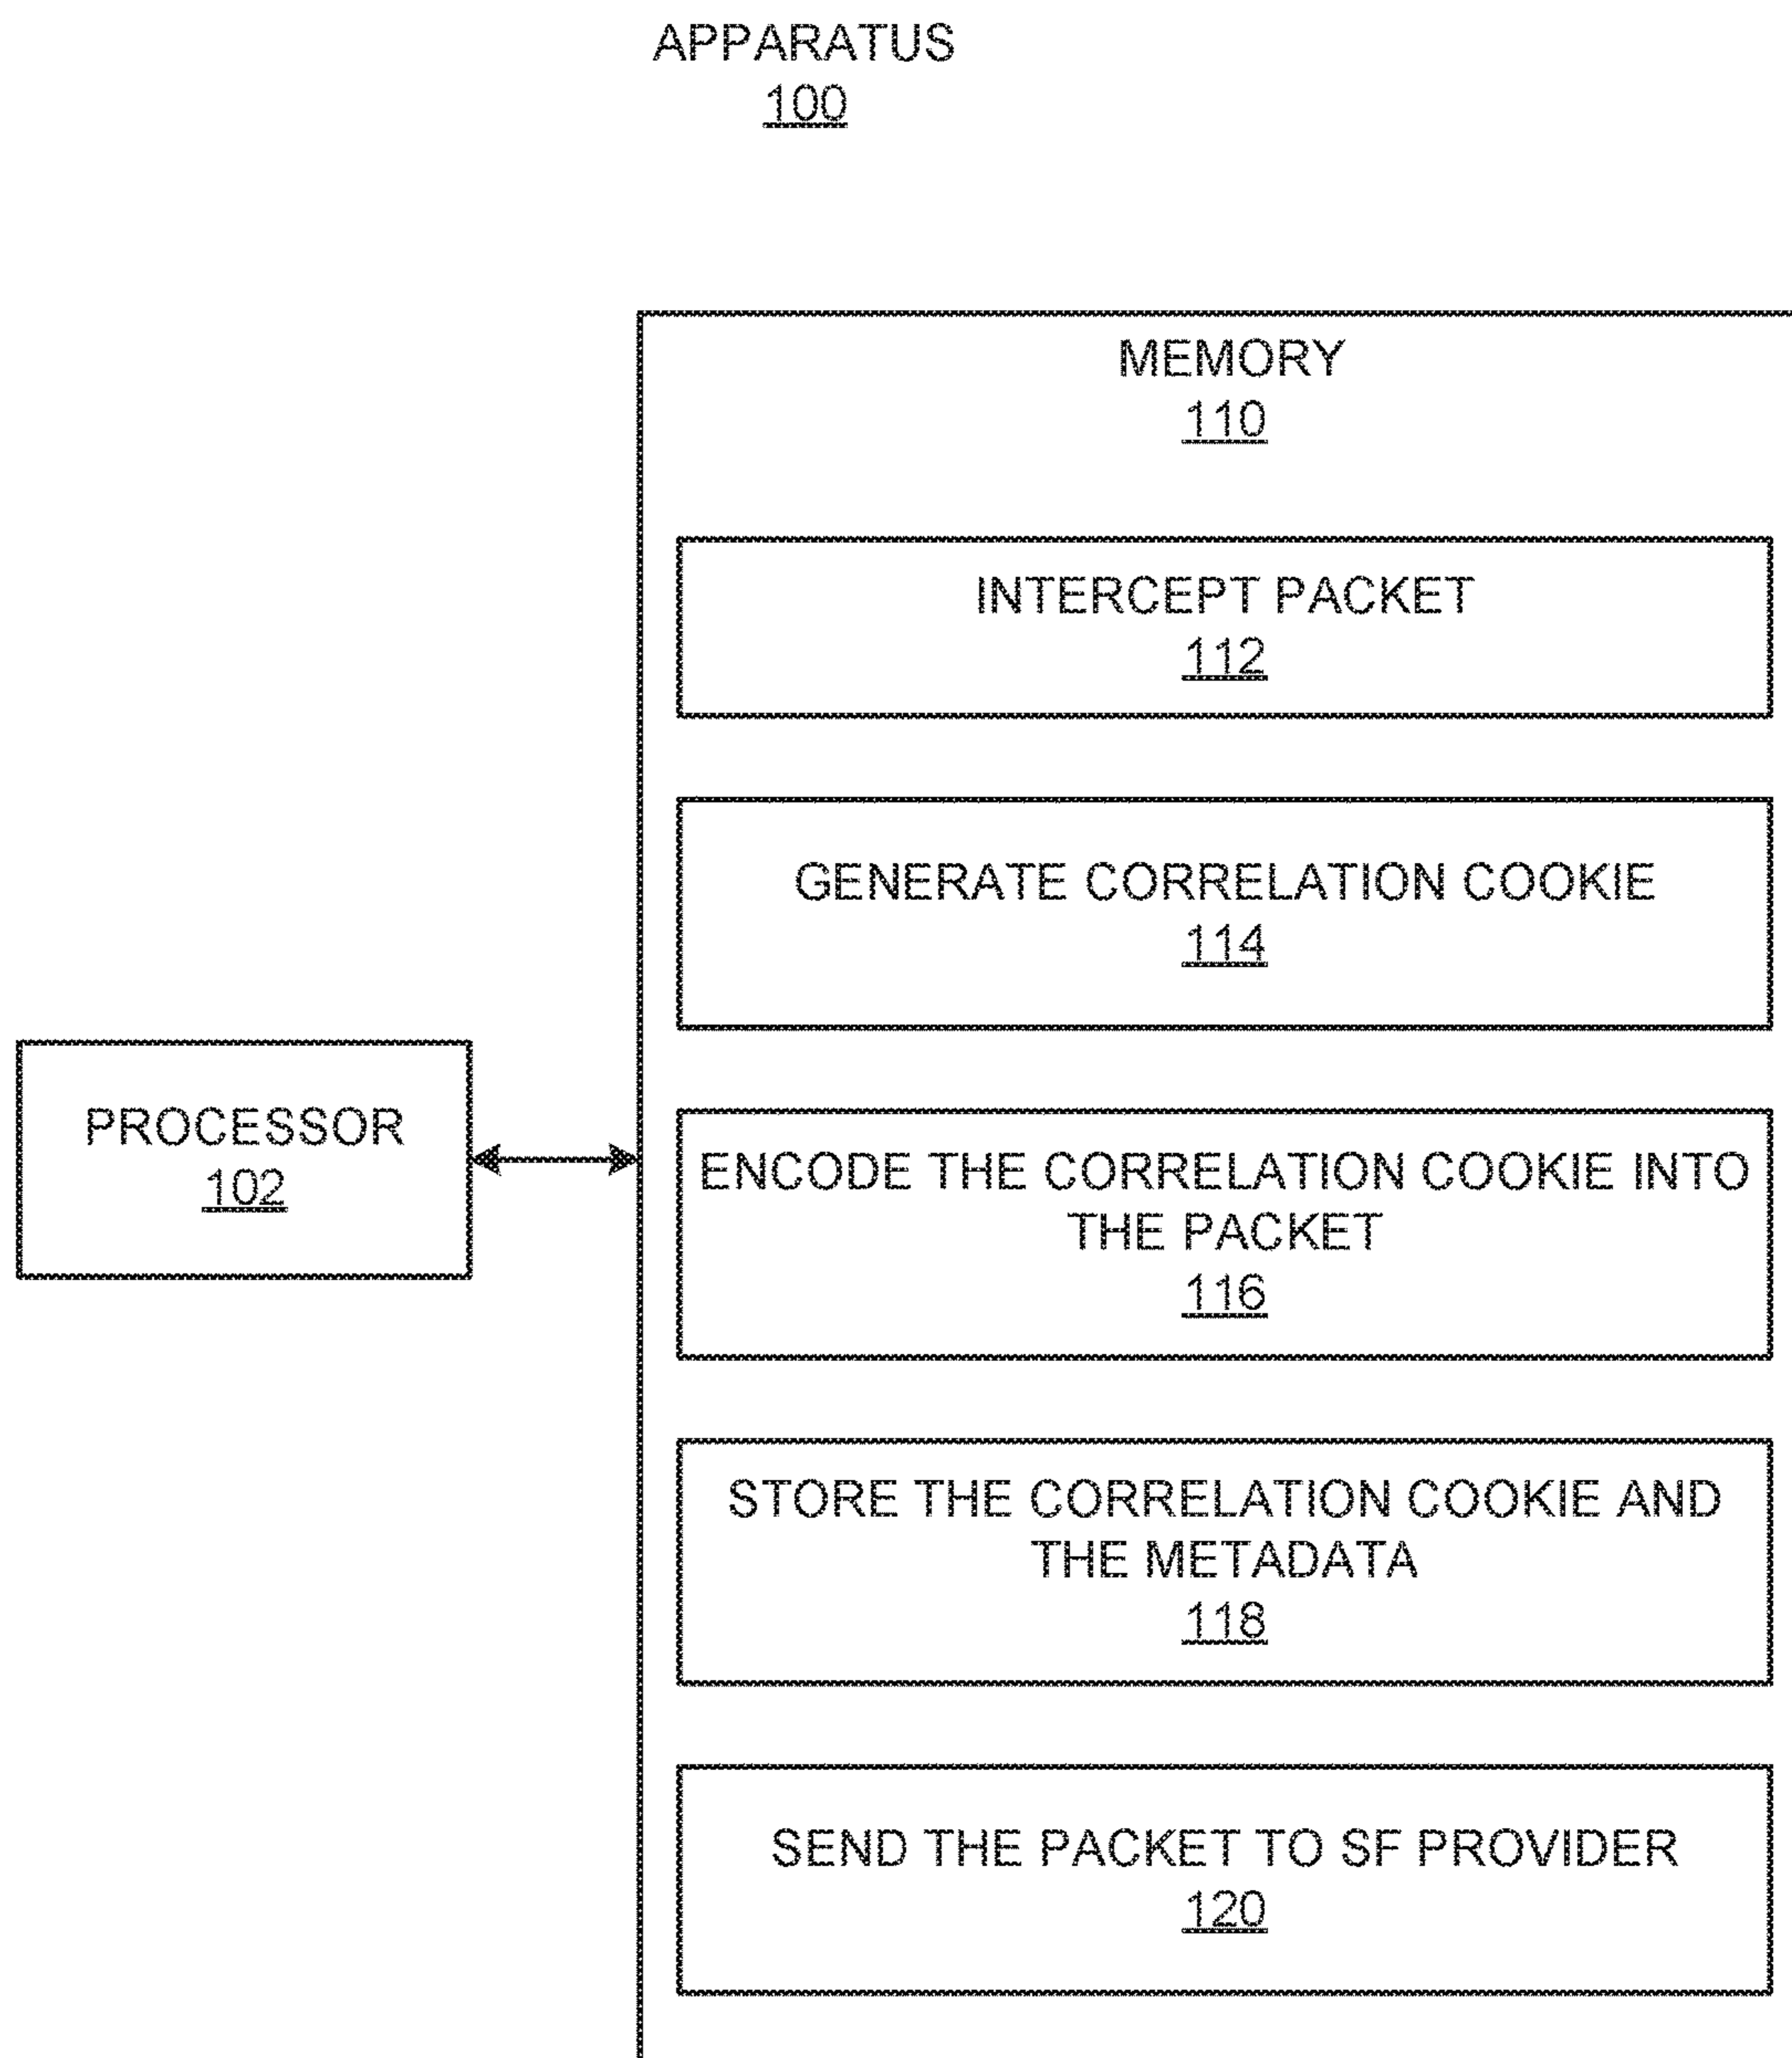 APPARATUS
100
MEMORY
110
INTERCEPT PACKET
112
GENERATE CORRELATION COOKIE
114
PROCESSOR
102
ENCODE THE CORRELATION COOKIE INTO
THE PACKET
116
STORE THE CORRELATION COOKIE AND
THE METADATA
118
SEND THE PACKET TO SF PROVIDER
120